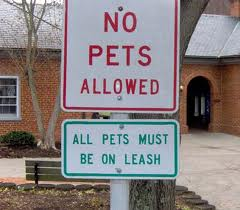 NO
PETS
ALLOWED
ALL PETS MUST
BE ON LEASH